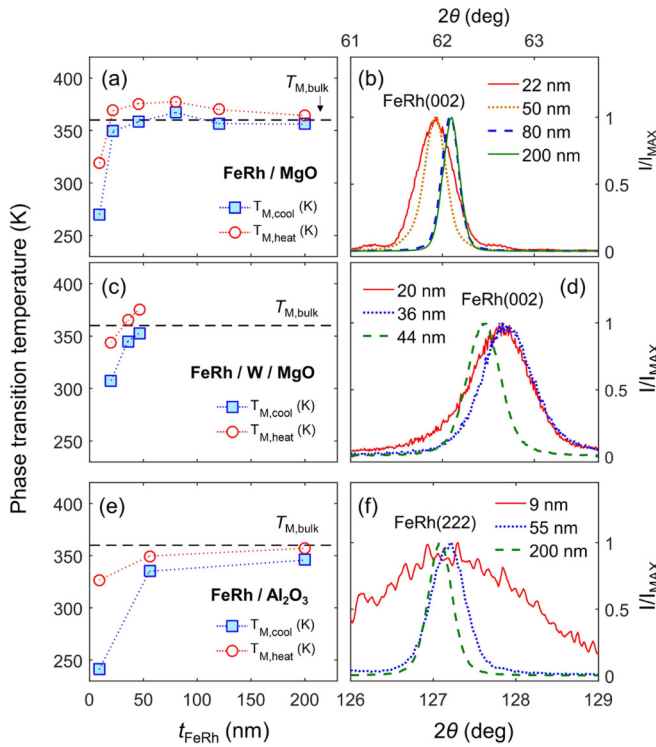 2θ (deg)
61 62 63
(a)
T_M,bulk
FeRh / MgO
T_M,cool (K)
T_M,heat (K)
400
350
300
250
(b)
FeRh(002)
22 nm
50 nm
80 nm
200 nm
1
0.5
0
I/I_MAX
Phase transition temperature (K)
(c)
T_M,bulk
FeRh / W / MgO
T_M,cool (K)
T_M,heat (K)
400
350
300
250
(d)
20 nm
36 nm
44 nm
FeRh(002)
1
0.5
0
I/I_MAX
(e)
T_M,bulk
FeRh / Al₂O₃
T_M,cool (K)
T_M,heat (K)
400
350
300
250
0 50 100 150 200
t_FeRh (nm)
(f)
FeRh(222)
9 nm
55 nm
200 nm
1
0.5
0
I/I_MAX
126 127 128 129
2θ (deg)